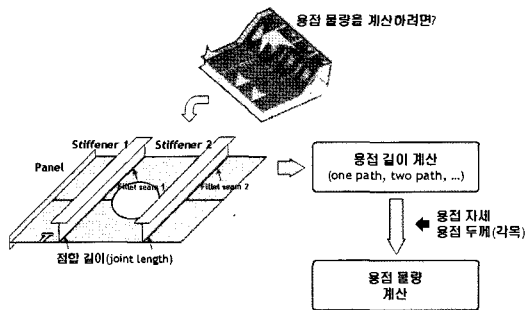 용접 물량을 계산하려면?
Stiffener 1
Stiffener 2
Panel
Fillet seam 1
Fillet seam 2
접합 길이(joint length)
용접 길이 계산
(one path, two path, ...)
용접 자세
용접 두께(각목)
용접 물량
계산